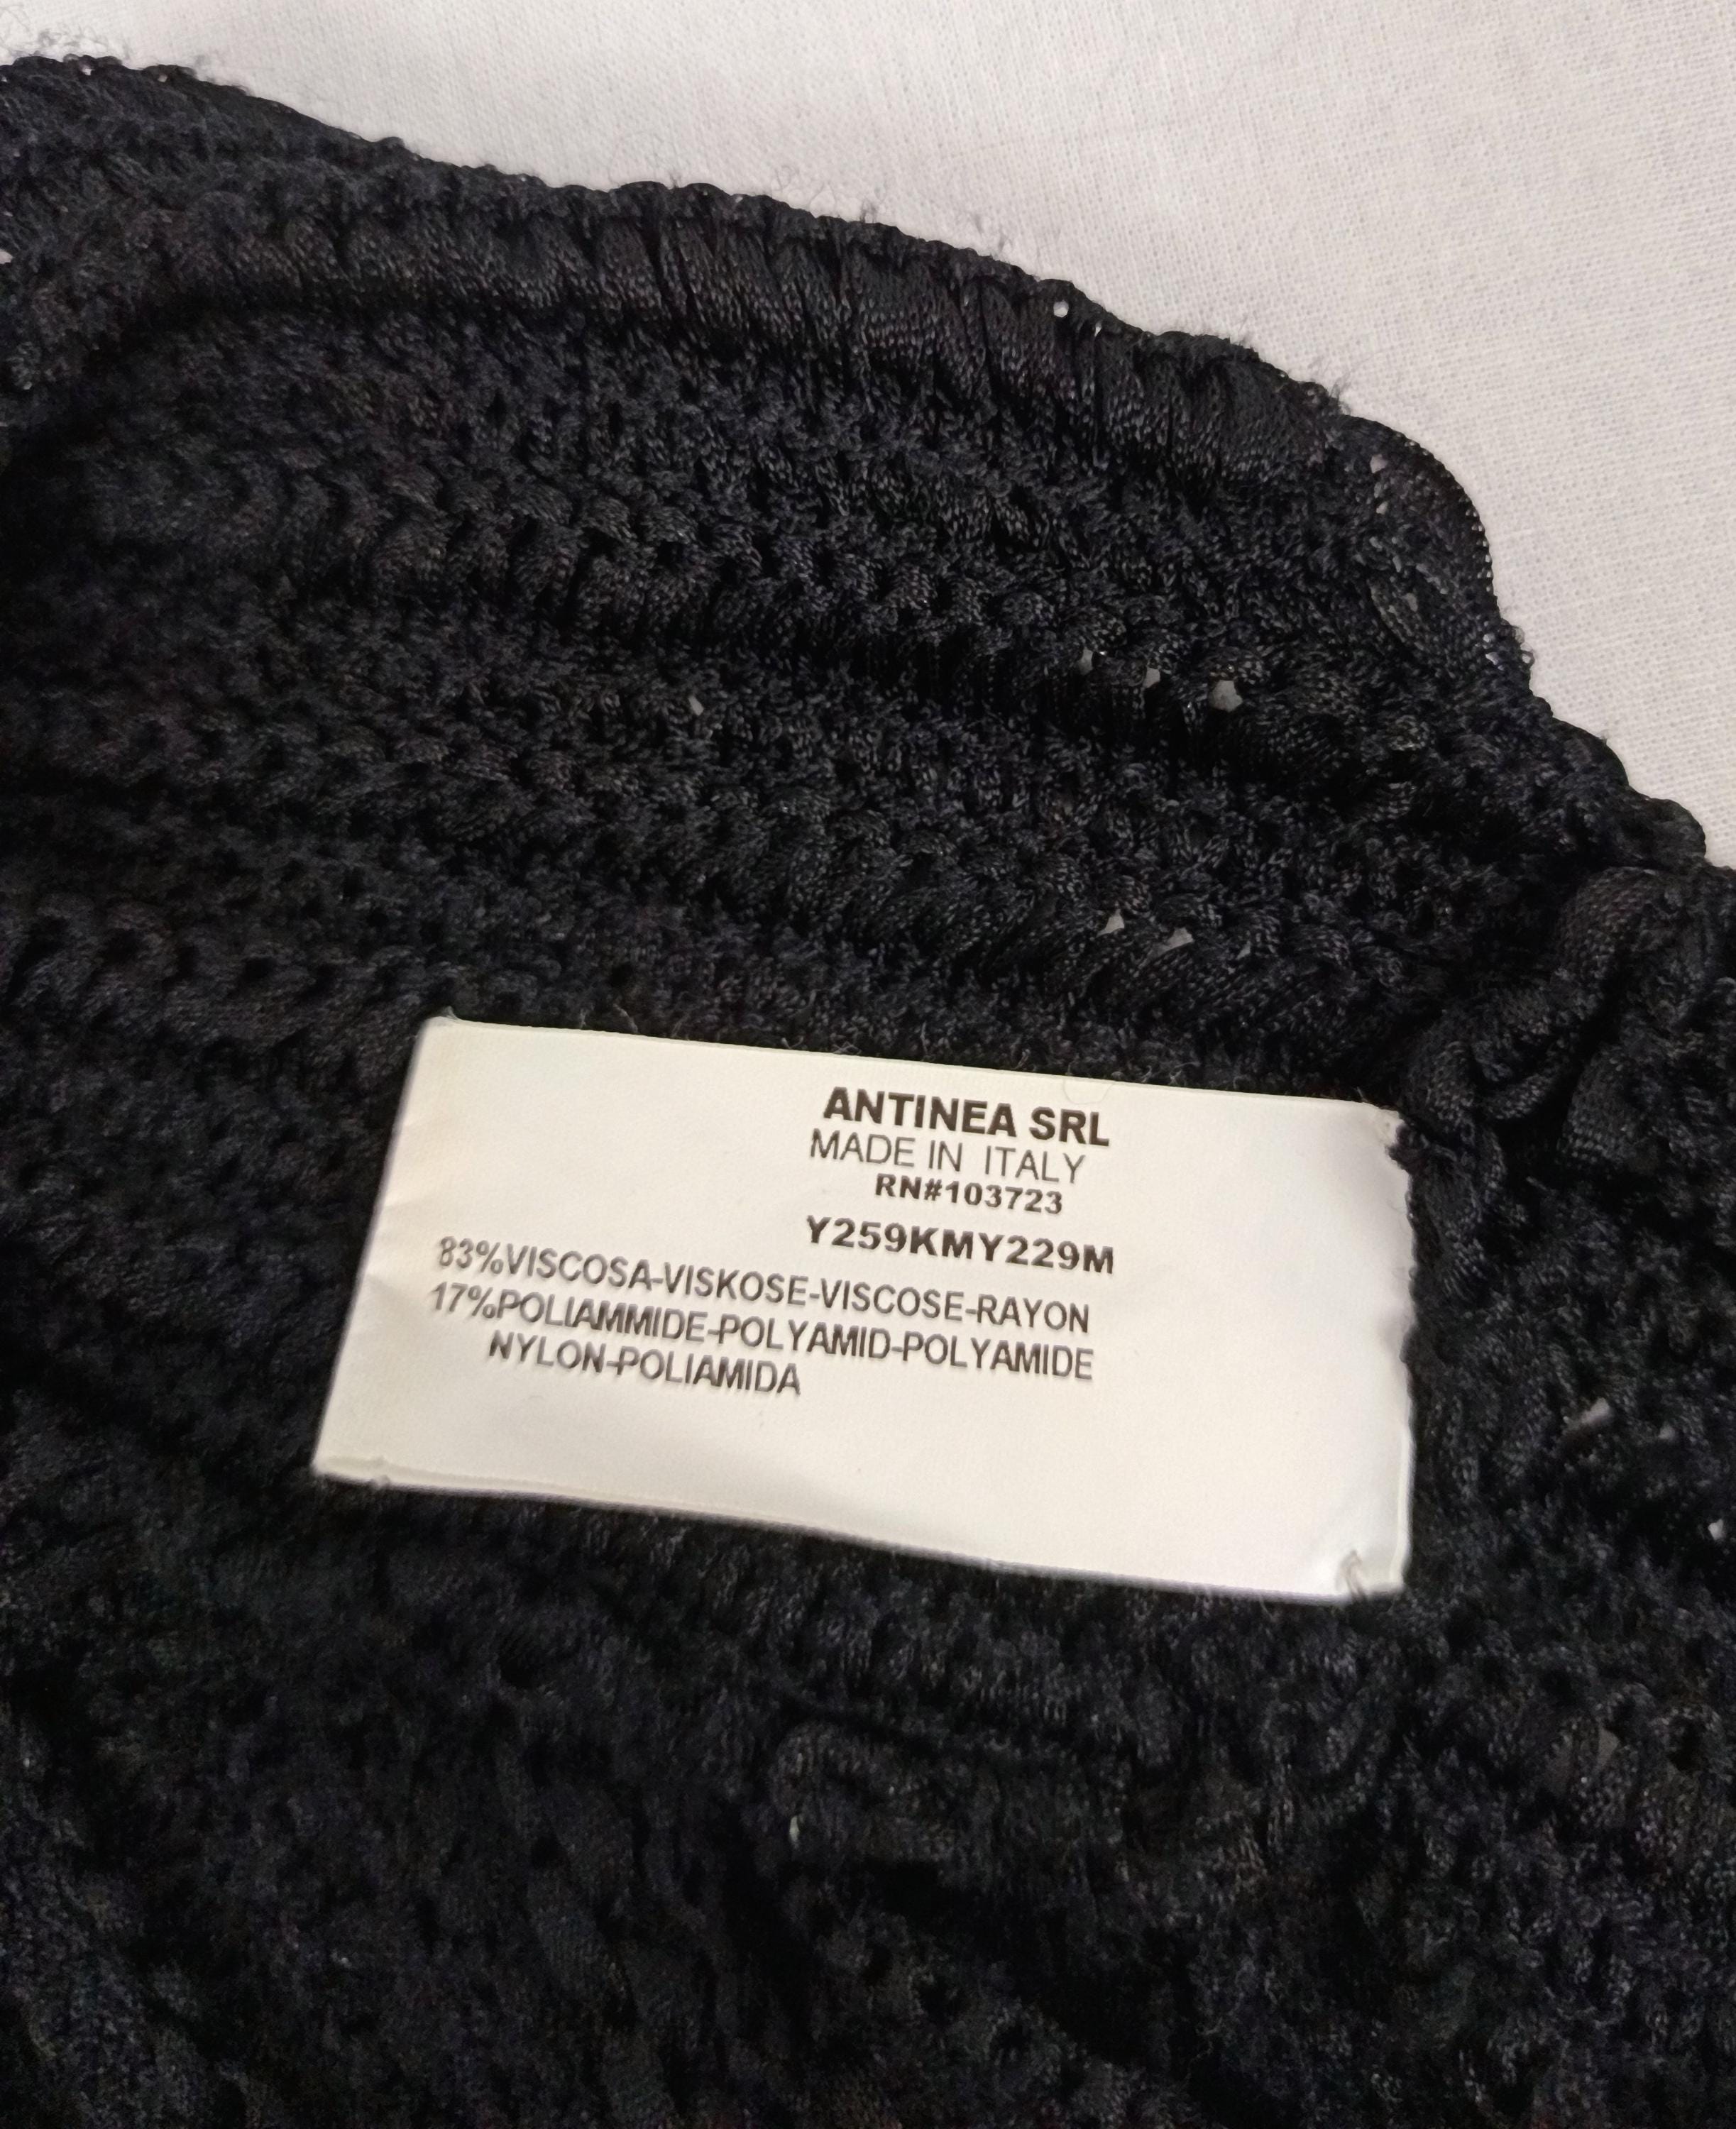 ANTINEA SRL
MADE IN ITALY
RN#103723
Y259KMY229M
83%VISCOSA-VISKOSE-VISCOSE-RAYON
17%POLIAMMIDE-POLYAMID-POLYAMIDE
NYLON-POLIAMIDA